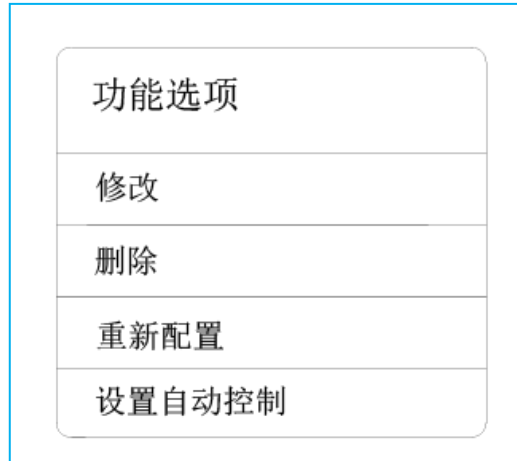 功能选项
修改
删除
重新配置
设置自动控制